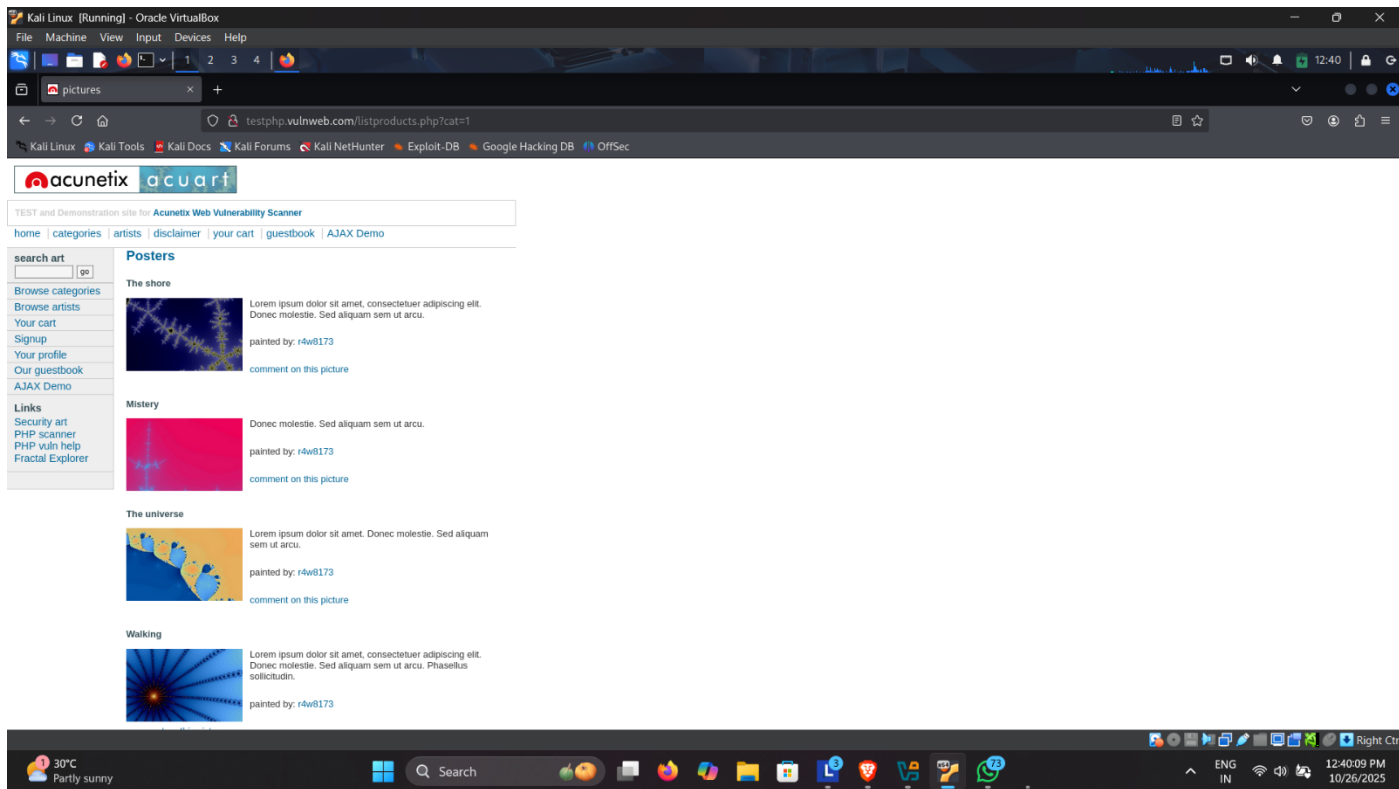 Kali Linux [Running] - Oracle VirtualBox
File Machine View Input Devices Help
1 2 3 4
12:40
pictures
testphp.vulnweb.com/listproducts.php?cat=1
Kali Linux Kali Tools Kali Docs Kali Forums Kali NetHunter Exploit-DB Google Hacking DB OffSec
acunetix acuart
TEST and Demonstration site for Acunetix Web Vulnerability Scanner
home | categories | artists | disclaimer | your cart | guestbook | AJAX Demo
search art
go
Browse categories
Browse artists
Your cart
Signup
Your profile
Our guestbook
AJAX Demo
Links
Security art
PHP scanner
PHP vuln help
Fractal Explorer
Posters
The shore
Lorem ipsum dolor sit amet, consectetuer adipiscing elit.
Donec molestie. Sed aliquam sem ut arcu.
painted by: r4w8173
comment on this picture
Mistery
Donec molestie. Sed aliquam sem ut arcu.
painted by: r4w8173
comment on this picture
The universe
Lorem ipsum dolor sit amet. Donec molestie. Sed aliquam
sem ut arcu.
painted by: r4w8173
comment on this picture
Walking
Lorem ipsum dolor sit amet, consectetuer adipiscing elit.
Donec molestie. Sed aliquam sem ut arcu. Phasellus
sollicitudin.
painted by: r4w8173
Right Ctr
1
30°C
Partly sunny
Search
3
73
ENG
IN
12:40:09 PM
10/26/2025